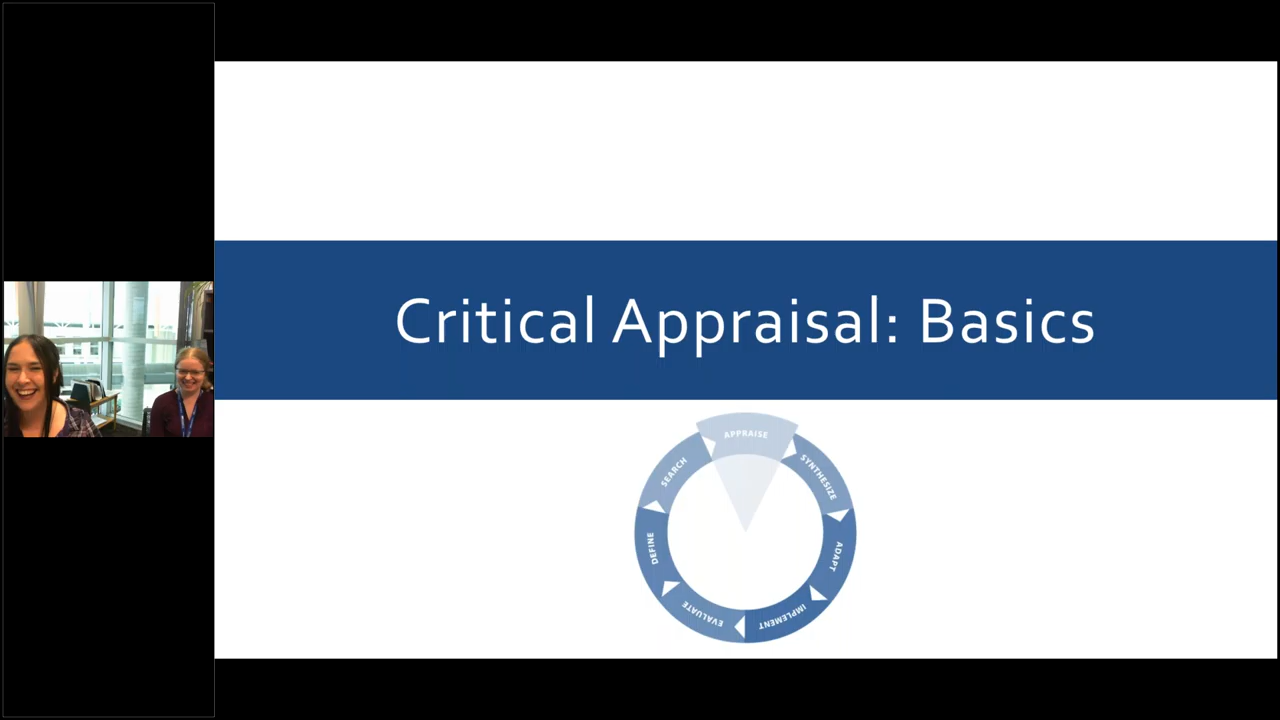 Critical Appraisal: Basics
APPRAISE
SYNTHESIZE
ADAPT
IMPLEMENT
EVALUATE
DEFINE
SEARCH